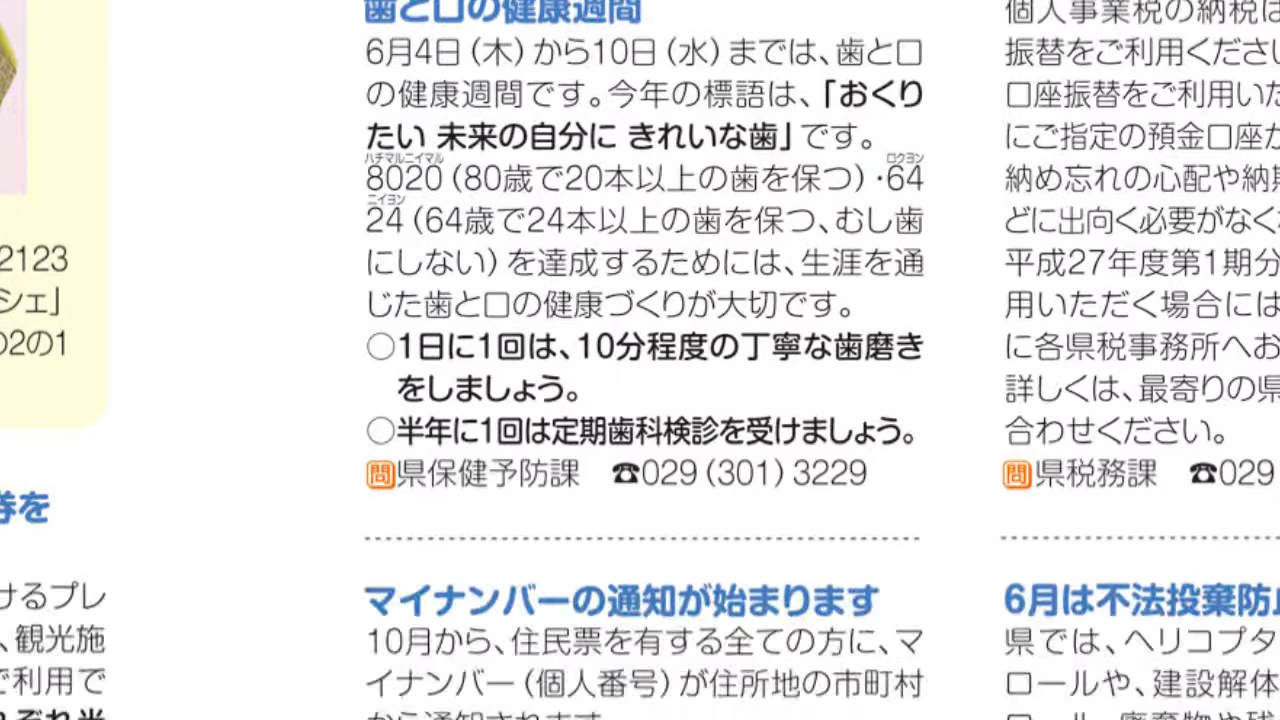 2123
シェ」
02の1
券を
けるプレ
、観光施
で利用で
歯と口の健康週間
6月4日（木）から10日（水）までは、歯と口
の健康週間です。今年の標語は、「おくり
たい 未来の自分に きれいな歯」です。
ハチマルニイマル ロクヨン
8020（80歳で20本以上の歯を保つ）・64
ニイヨン
24（64歳で24本以上の歯を保つ、むし歯
にしない）を達成するためには、生涯を通
じた歯と口の健康づくりが大切です。
○1日に1回は、10分程度の丁寧な歯磨き
をしましょう。
○半年に1回は定期歯科検診を受けましょう。
問県保健予防課 ☎029（301）3229
マイナンバーの通知が始まります
10月から、住民票を有する全ての方に、マ
イナンバー（個人番号）が住所地の市町村
から通知されます。
個人事業税の納税は
振替をご利用くださ
口座振替をご利用いた
にご指定の預金口座か
納め忘れの心配や納期
どに出向く必要がなく
平成27年度第1期分
用いただく場合には
に各県税事務所へお
詳しくは、最寄りの県
合わせください。
問県税務課 ☎029
6月は不法投棄防
県では、ヘリコプタ
ロールや、建設解体